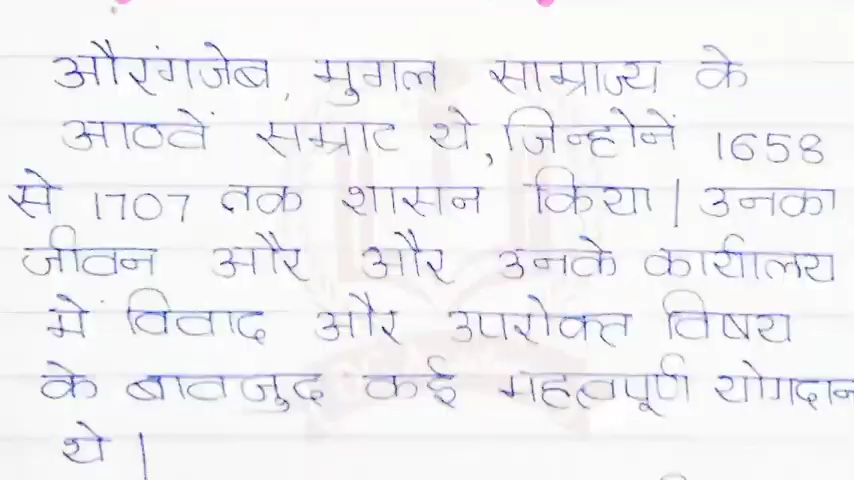 औरंगजेब, मुगल साम्राज्य के
आठवें सम्राट थे, जिन्होनें 1658
से 1707 तक शासन किया | उनका
जीवन और और उनके कार्यालय
में विवाद और उपरोक्त विषय
के बावजुद कई महत्वपूर्ण योगदान
थे |